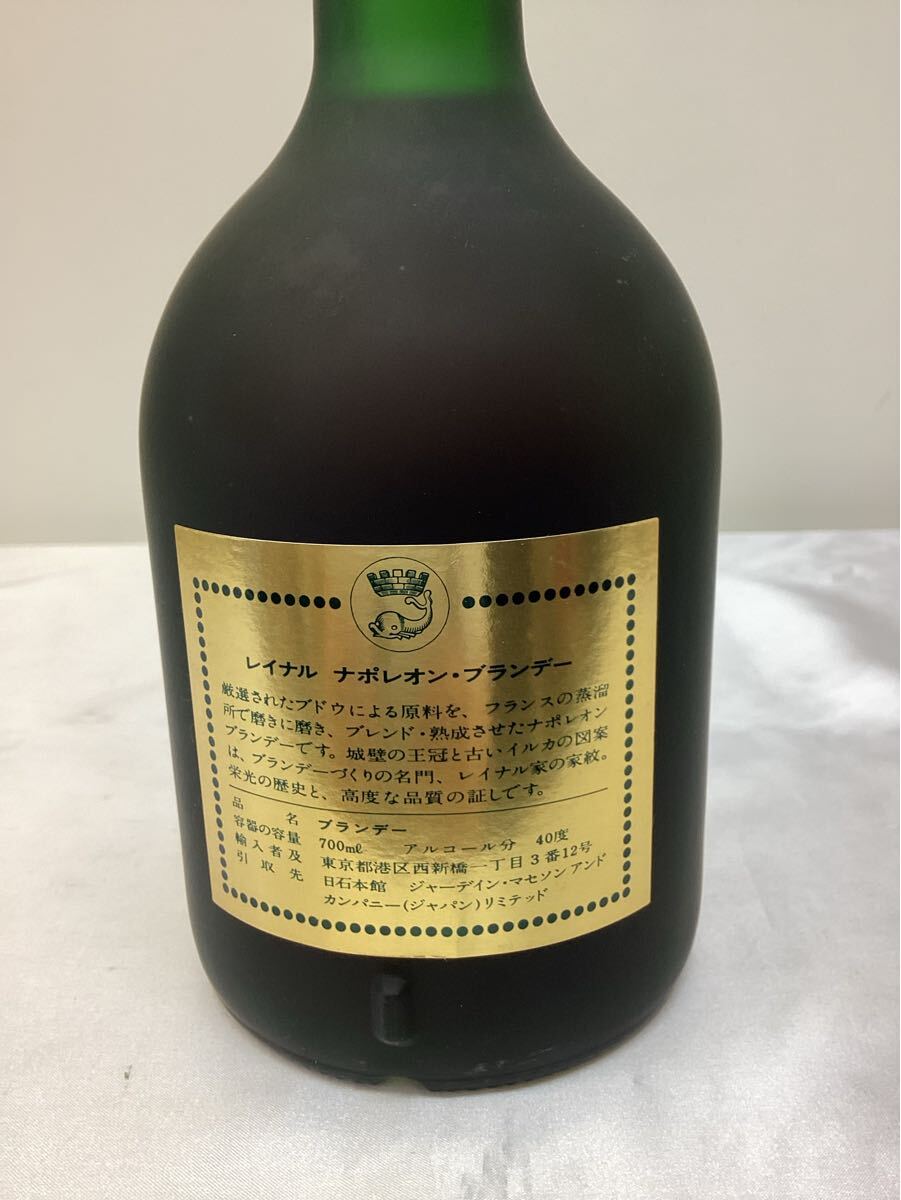 レイナル ナポレオン・ブランデー
厳選されたブドウによる原料を、フランスの蒸溜
所で磨きに磨き、ブレンド・熟成させたナポレオン
ブランデーです。城壁の王冠と古いイルカの図案
は、ブランデーづくりの名門、レイナル家の家紋。
栄光の歴史と、高度な品質の証しです。
品名 ブランデー
容器の容量 700ml アルコール分 40度
輸入者及 東京都港区西新橋一丁目3番12号
引取先 日石本館 ジャーデイン・マセソン アンド
カンパニー(ジャパン)リミテッド